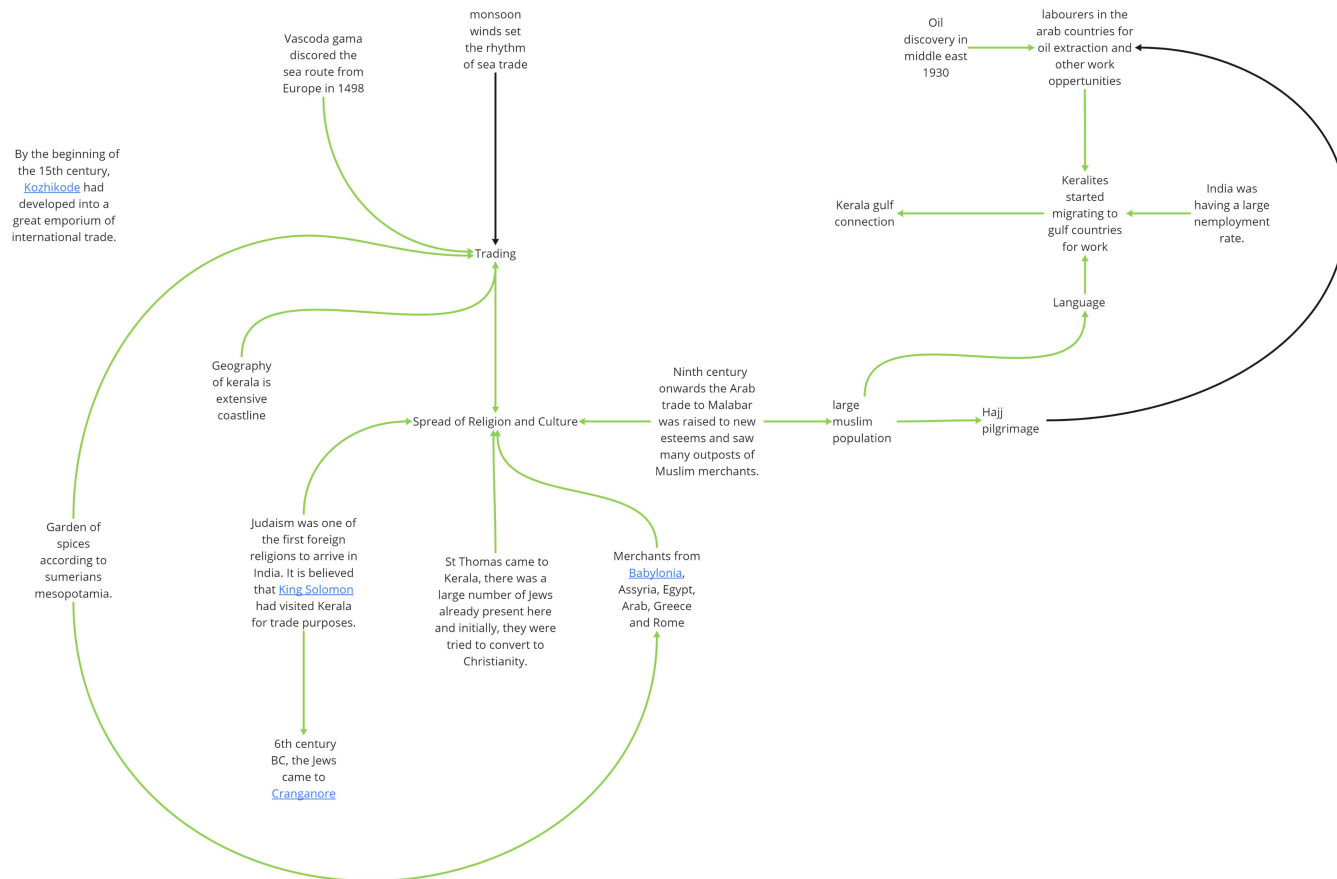 monsoon
winds set
the rhythm
of sea trade
Vascoda gama
discored the
sea route from
Europe in 1498
By the beginning of
the 15th century,
Kozhikode had
developed into a
great emporium of
international trade.
Trading
Geography
of kerala is
extensive
coastline
Spread of Religion and Culture
Garden of
spices
according to
sumerians
mesopotamia.
Judaism was one of
the first foreign
religions to arrive in
India. It is believed
that King Solomon
had visited Kerala
for trade purposes.
6th century
BC, the Jews
came to
Cranganore
St Thomas came to
Kerala, there was a
large number of Jews
already present here
and initially, they were
tried to convert to
Christianity.
Merchants from
Babylonia,
Assyria, Egypt,
Arab, Greece
and Rome
Ninth century
onwards the Arab
trade to Malabar
was raised to new
esteems and saw
many outposts of
Muslim merchants.
large
muslim
population
Hajj
pilgrimage
Language
Oil
discovery in
middle east
1930
labourers in the
arab countries for
oil extraction and
other work
oppertunities
Keralites
started
migrating to
gulf countries
for work
Kerala gulf
connection
India was
having a large
nemployment
rate.